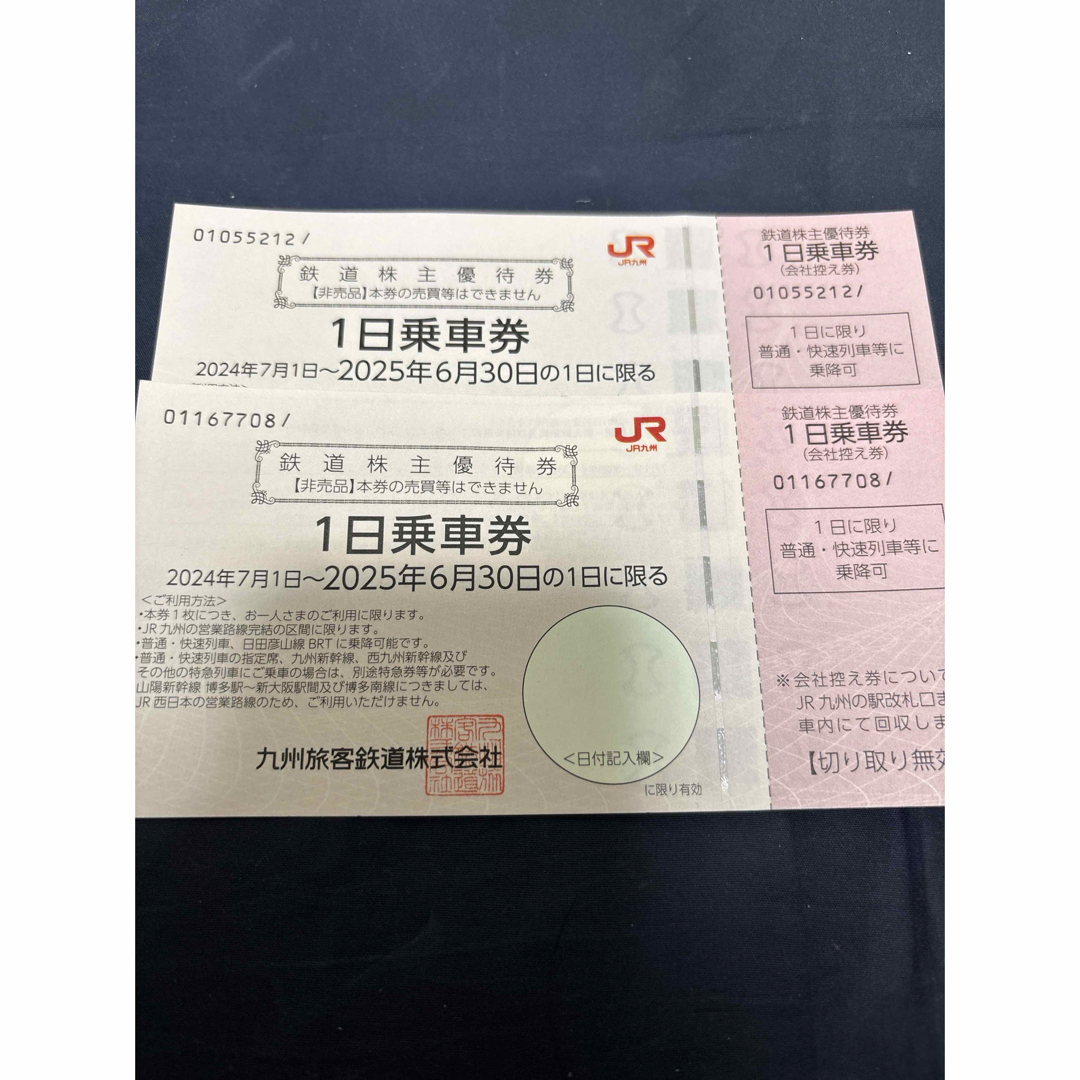 01055212/
JR
JR九州
鉄道株主優待券
【非売品】本券の売買等はできません
1日乗車券
2024年7月1日～2025年6月30日の1日に限る
鉄道株主優待券
1日乗車券
(会社控え券)
01055212/
1日に限り
普通・快速列車等に
乗降可
01167708/
JR
JR九州
鉄道株主優待券
【非売品】本券の売買等はできません
1日乗車券
2024年7月1日～2025年6月30日の1日に限る
＜ご利用方法＞
・本券1枚につき、お一人さまのご利用に限ります。
・JR九州の営業路線完結の区間に限ります。
・普通・快速列車、日田彦山線BRTに乗降可能です。
・普通・快速列車の指定席、九州新幹線、西九州新幹線及び
その他の特急列車にご乗車の場合は、別途特急券等が必要です。
山陽新幹線 博多駅～新大阪駅間及び博多南線につきましては、
JR西日本の営業路線のため、ご利用いただけません。
九州旅客鉄道株式会社
＜日付記入欄＞
に限り有効
鉄道株主優待券
1日乗車券
(会社控え券)
01167708/
1日に限り
普通・快速列車等に
乗降可
※会社控え券について
JR九州の駅改札口ま
車内にて回収しま
【切り取り無効